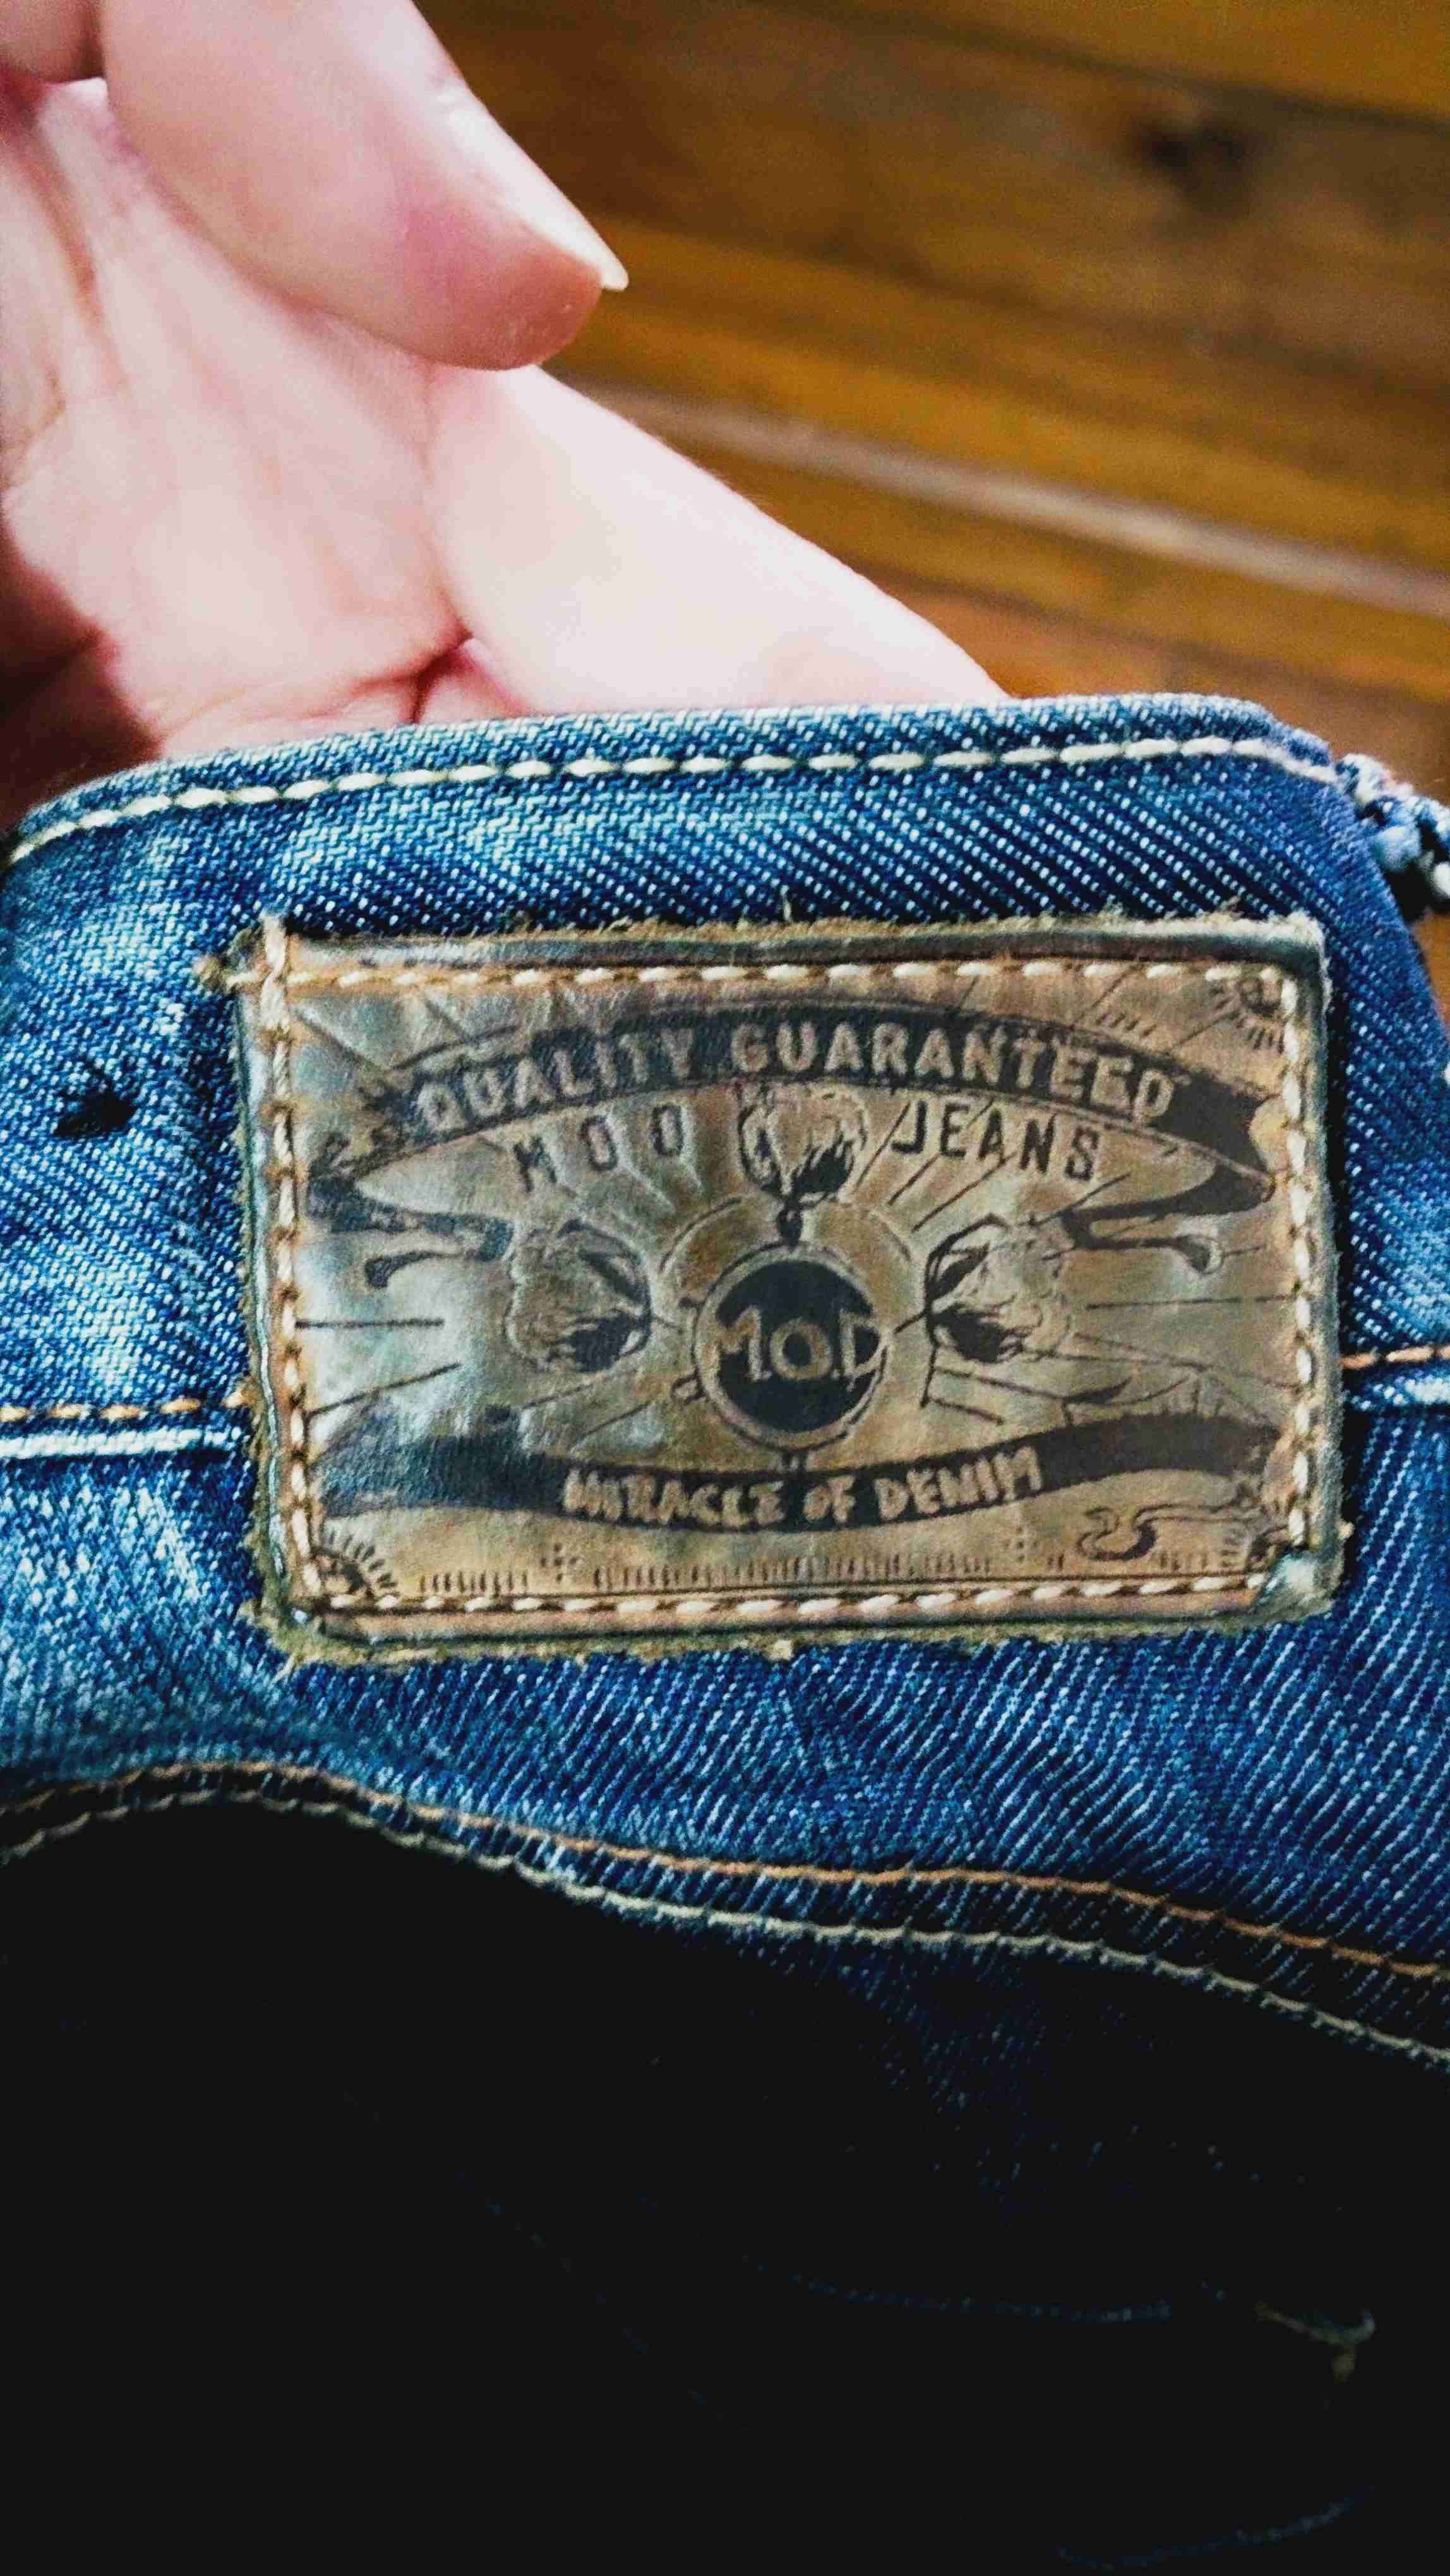 QUALITY GUARANTEED
MOD JEANS
M.O.D
MIRACLE OF DENIM